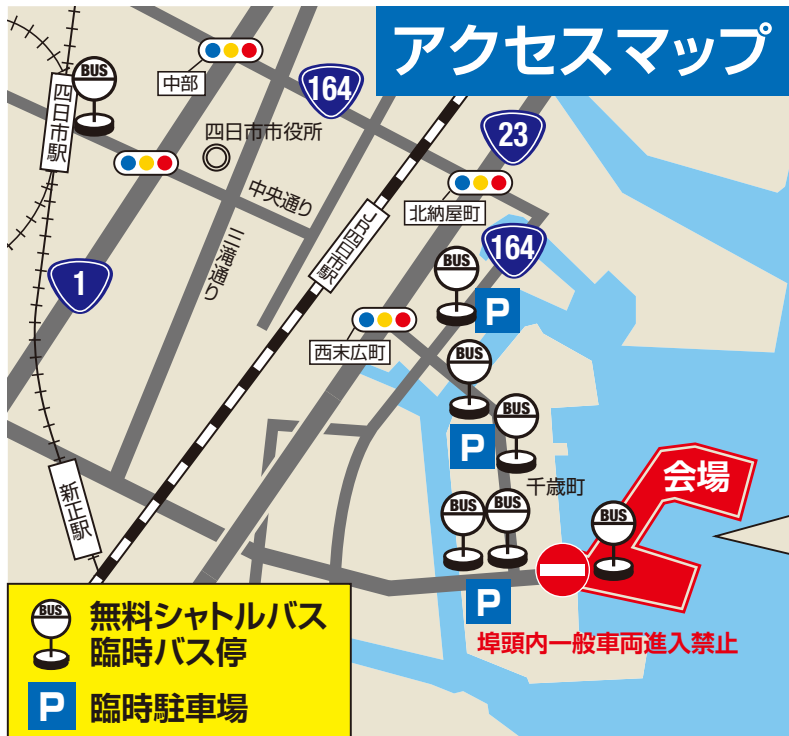 アクセスマップ
BUS
中部
164
四日市駅
四日市市役所
23
中央通り
北納屋町
三滝通り
JR四日市駅
164
BUS
1
P
西末広町
BUS
BUS
P
千歳町
会場
新正駅
BUS
BUS
BUS
P
埠頭内一般車両進入禁止
BUS
無料シャトルバス
臨時バス停
P
臨時駐車場